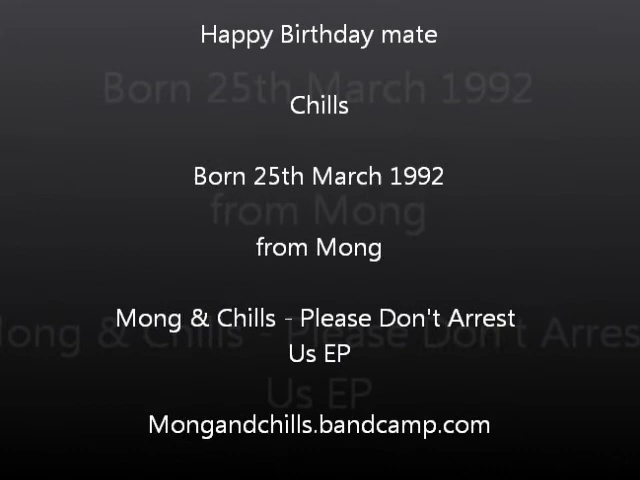 Happy Birthday mate
Chills
Born 25th March 1992
from Mong
Mong & Chills - Please Don't Arrest
Us EP
Mongandchills.bandcamp.com